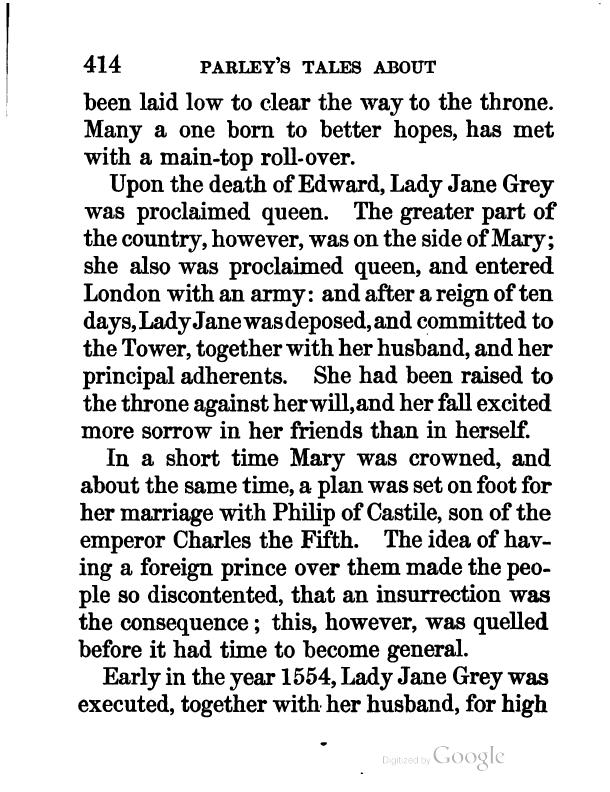 414 PARLEY'S TALES ABOUT
been laid low to clear the way to the throne.
Many a one born to better hopes, has met
with a main-top roll-over.
Upon the death of Edward, Lady Jane Grey
was proclaimed queen. The greater part of
the country, however, was on the side of Mary;
she also was proclaimed queen, and entered
London with an army: and after a reign of ten
days, Lady Jane was deposed, and committed to
the Tower, together with her husband, and her
principal adherents. She had been raised to
the throne against her will, and her fall excited
more sorrow in her friends than in herself.
In a short time Mary was crowned, and
about the same time, a plan was set on foot for
her marriage with Philip of Castile, son of the
emperor Charles the Fifth. The idea of hav-
ing a foreign prince over them made the peo-
ple so discontented, that an insurrection was
the consequence; this, however, was quelled
before it had time to become general.
Early in the year 1554, Lady Jane Grey was
executed, together with her husband, for high
Digitized by Google